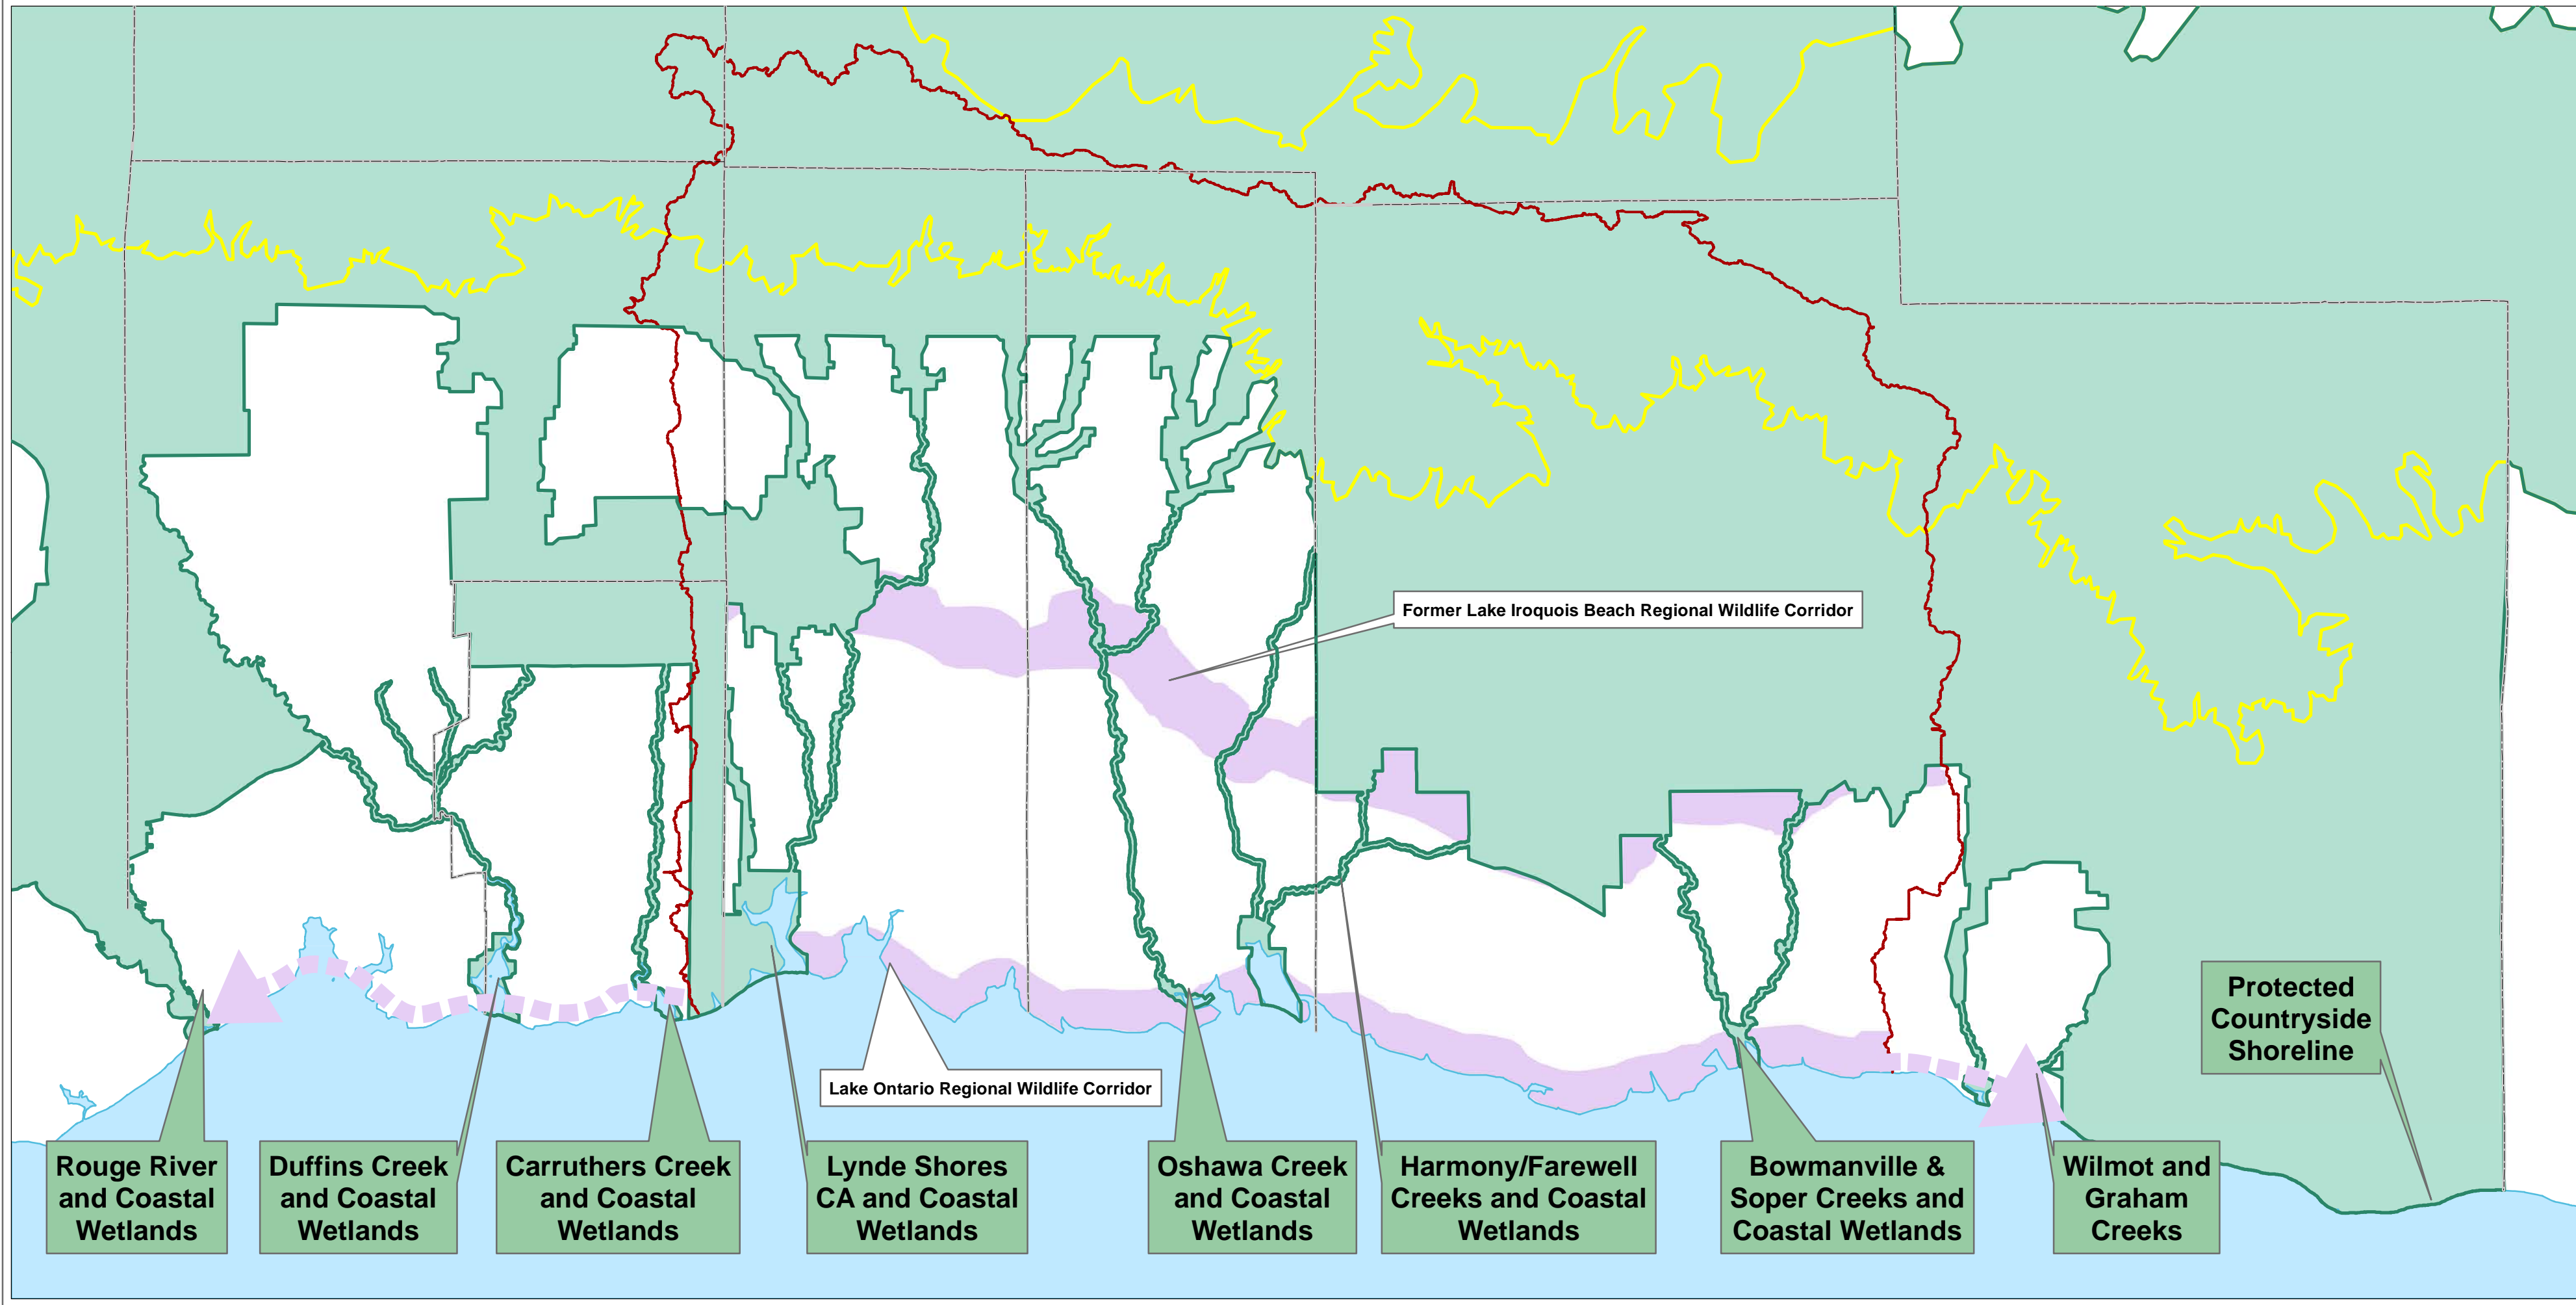 Former Lake Iroquois Beach Regional Wildlife Corridor
Protected
Countryside
Shoreline
Lake Ontario Regional Wildlife Corridor
Rouge River
and Coastal
Wetlands
Duffins Creek
and Coastal
Wetlands
Carruthers Creek
and Coastal
Wetlands
Lynde Shores
CA and Coastal
Wetlands
Oshawa Creek
and Coastal
Wetlands
Harmony/Farewell
Creeks and Coastal
Wetlands
Bowmanville &
Soper Creeks and
Coastal Wetlands
Wilmot and
Graham
Creeks